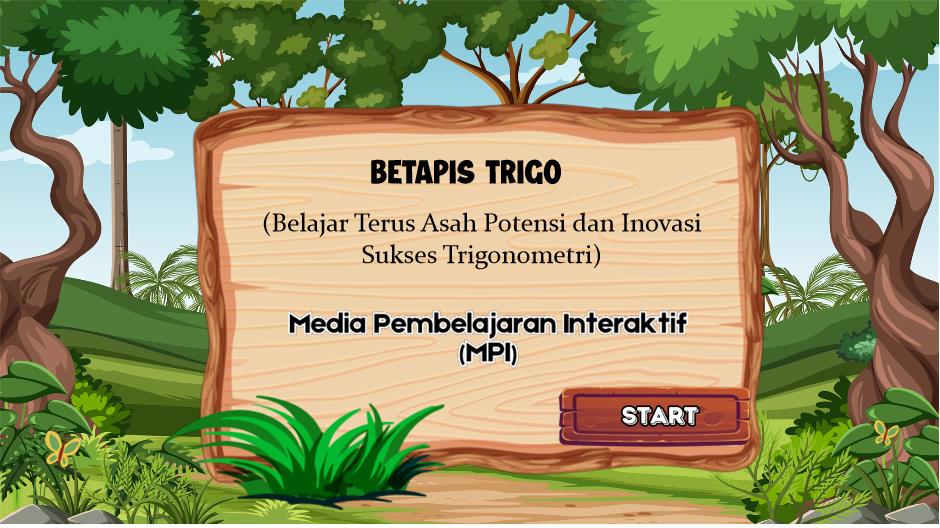 BETAPIS TRIGO
(Belajar Terus Asah Potensi dan Inovasi
Sukses Trigonometri)
Media Pembelajaran Interaktif
(MPI)
START